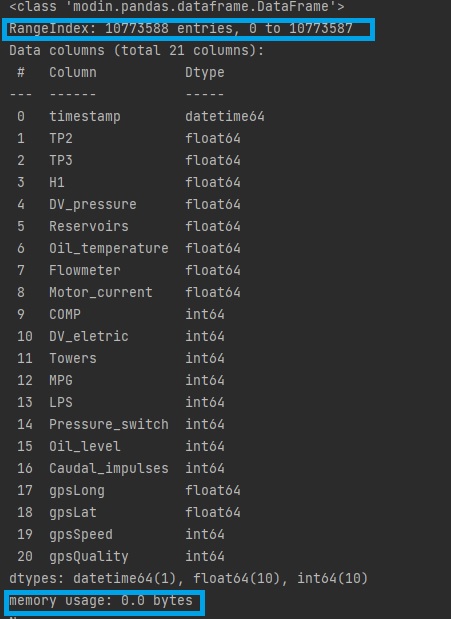 <class 'modin.pandas.dataframe.DataFrame'>
RangeIndex: 10773588 entries, 0 to 10773587
Data columns (total 21 columns):
 #   Column           Dtype
---  ------           -----
 0   timestamp        datetime64
 1   TP2              float64
 2   TP3              float64
 3   H1               float64
 4   DV_pressure      float64
 5   Reservoirs       float64
 6   Oil_temperature  float64
 7   Flowmeter        float64
 8   Motor_current    float64
 9   COMP             int64
 10  DV_eletric       int64
 11  Towers           int64
 12  MPG              int64
 13  LPS              int64
 14  Pressure_switch  int64
 15  Oil_level        int64
 16  Caudal_impulses  int64
 17  gpsLong          float64
 18  gpsLat           float64
 19  gpsSpeed         int64
 20  gpsQuality       int64
dtypes: datetime64(1), float64(10), int64(10)
memory usage: 0.0 bytes